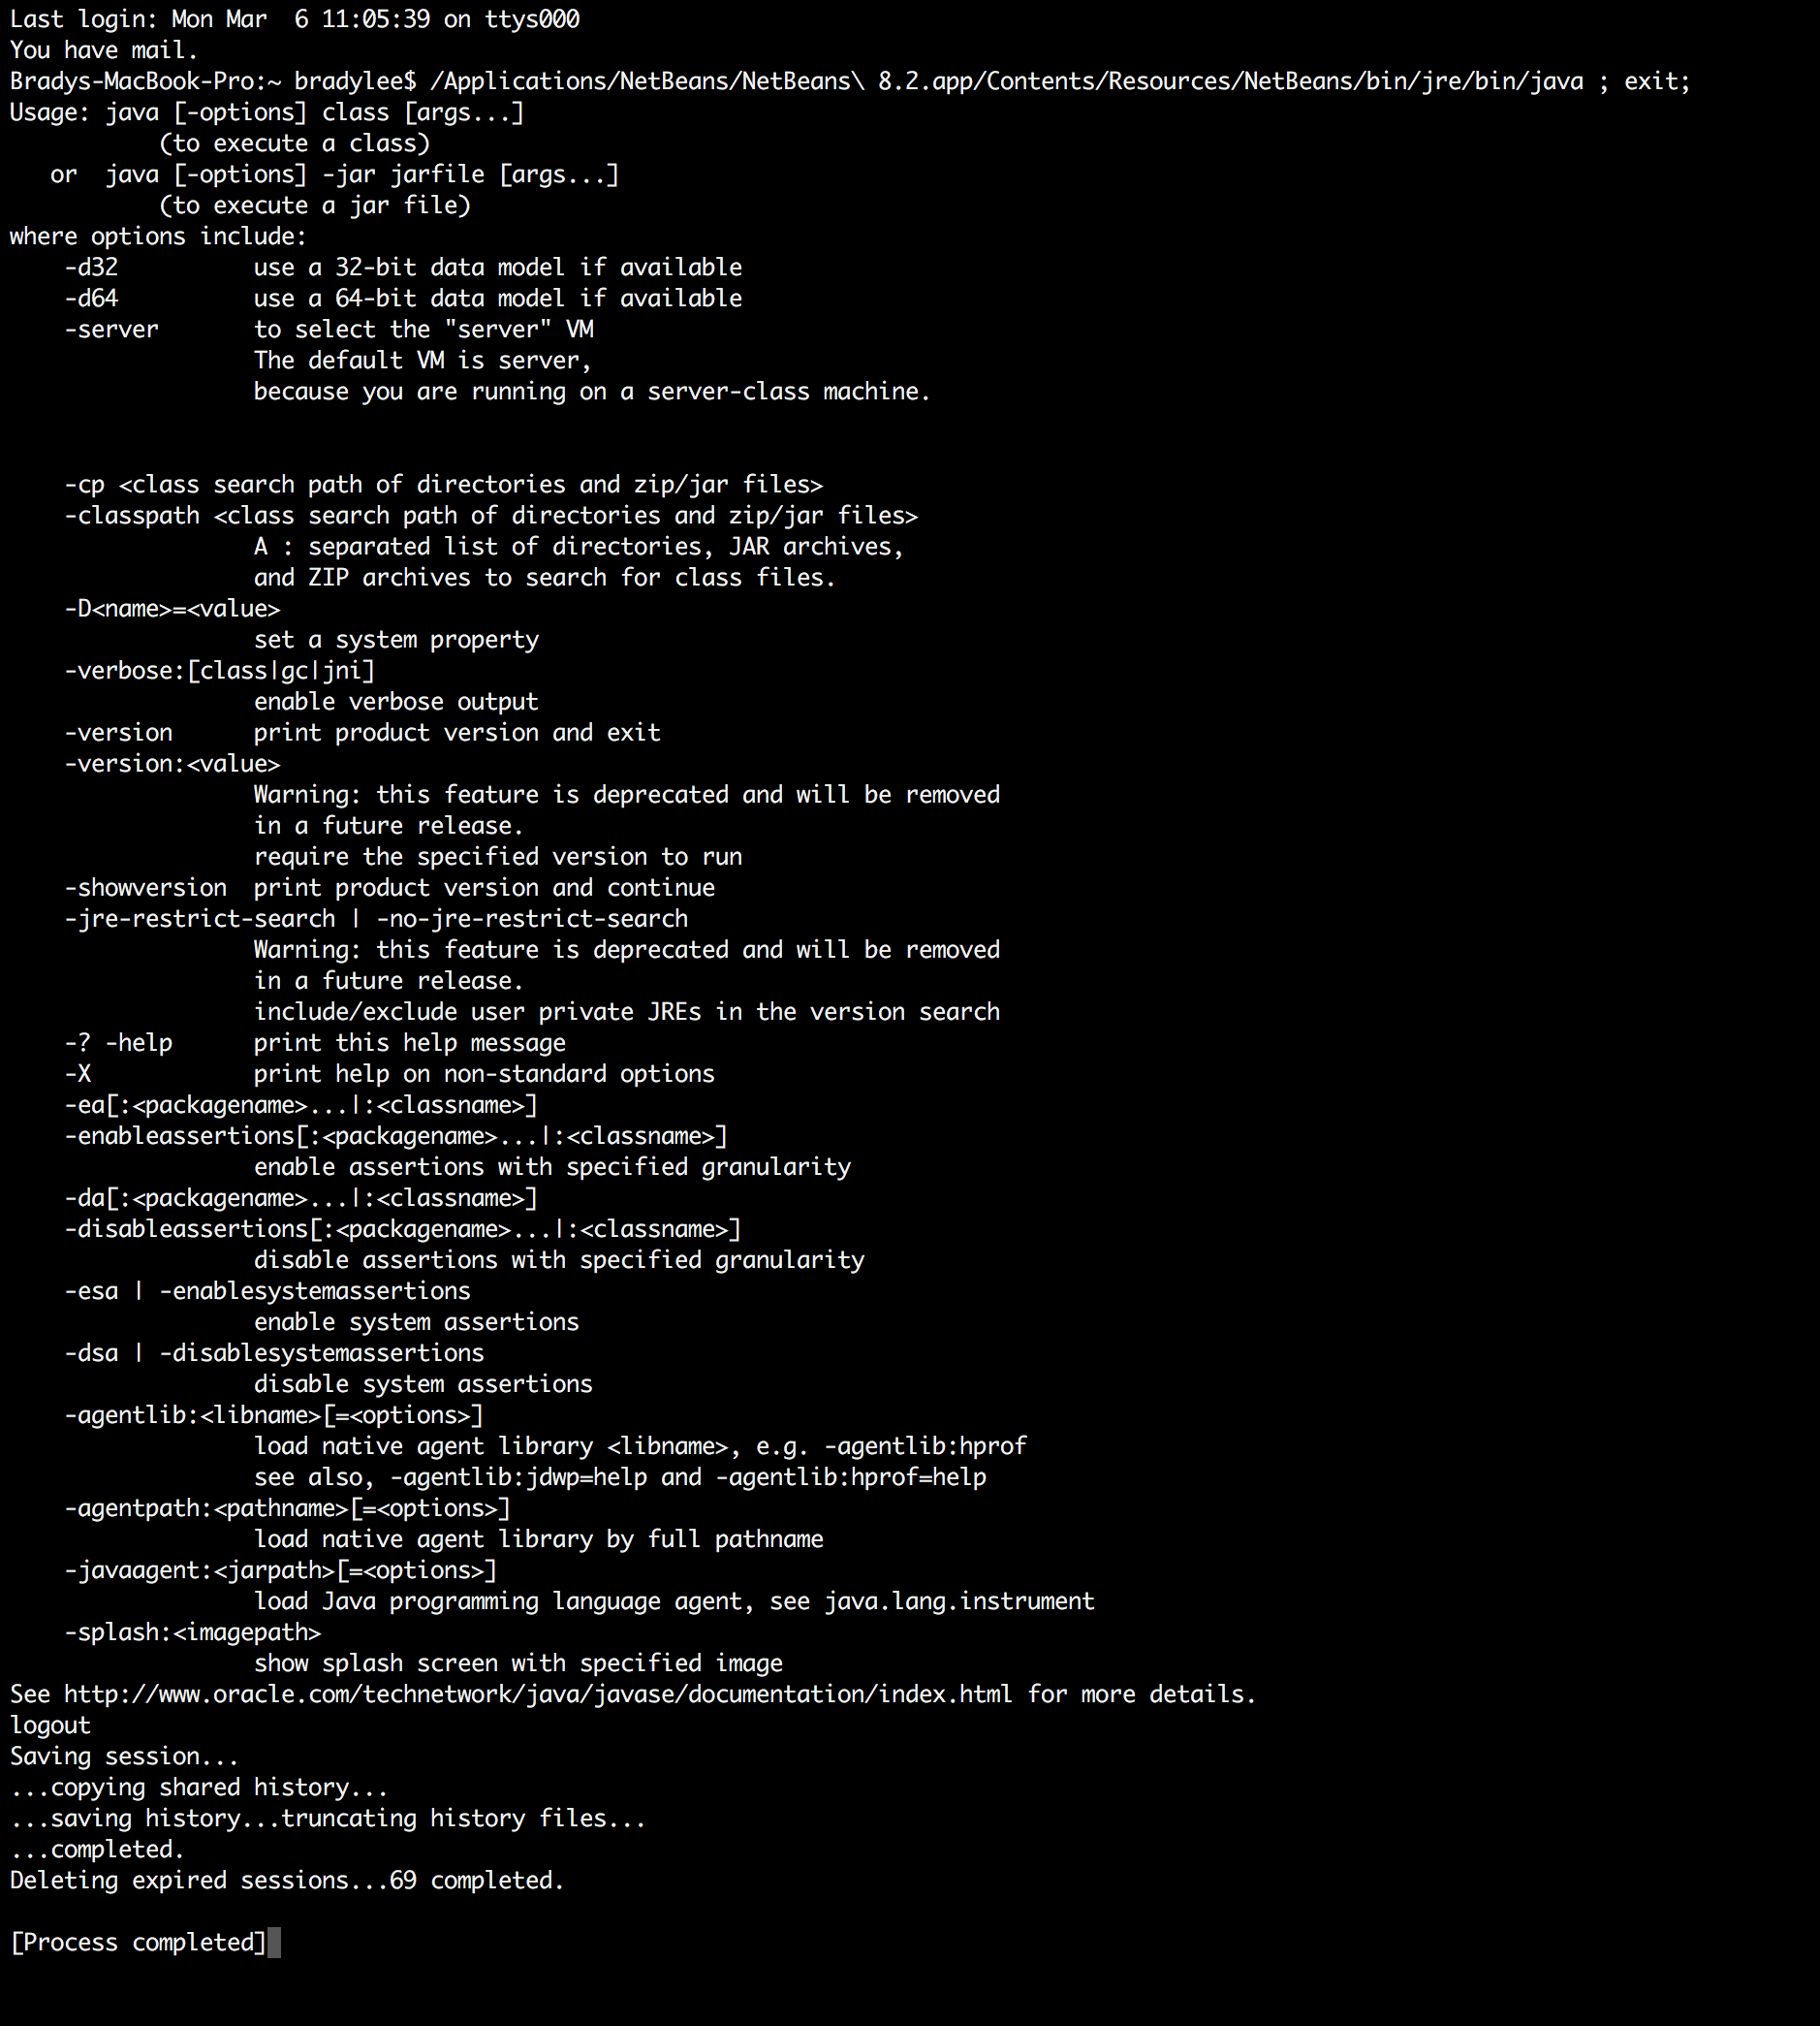 Last login: Mon Mar  6 11:05:39 on ttys000
You have mail.
Bradys-MacBook-Pro:~ bradylee$ /Applications/NetBeans/NetBeans\ 8.2.app/Contents/Resources/NetBeans/bin/jre/bin/java ; exit;
Usage: java [-options] class [args...]
           (to execute a class)
   or  java [-options] -jar jarfile [args...]
           (to execute a jar file)
where options include:
    -d32          use a 32-bit data model if available
    -d64          use a 64-bit data model if available
    -server       to select the "server" VM
                  The default VM is server,
                  because you are running on a server-class machine.


    -cp <class search path of directories and zip/jar files>
    -classpath <class search path of directories and zip/jar files>
                  A : separated list of directories, JAR archives,
                  and ZIP archives to search for class files.
    -D<name>=<value>
                  set a system property
    -verbose:[class|gc|jni]
                  enable verbose output
    -version      print product version and exit
    -version:<value>
                  Warning: this feature is deprecated and will be removed
                  in a future release.
                  require the specified version to run
    -showversion  print product version and continue
    -jre-restrict-search | -no-jre-restrict-search
                  Warning: this feature is deprecated and will be removed
                  in a future release.
                  include/exclude user private JREs in the version search
    -? -help      print this help message
    -X            print help on non-standard options
    -ea[:<packagename>...|:<classname>]
    -enableassertions[:<packagename>...|:<classname>]
                  enable assertions with specified granularity
    -da[:<packagename>...|:<classname>]
    -disableassertions[:<packagename>...|:<classname>]
                  disable assertions with specified granularity
    -esa | -enablesystemassertions
                  enable system assertions
    -dsa | -disablesystemassertions
                  disable system assertions
    -agentlib:<libname>[=<options>]
                  load native agent library <libname>, e.g. -agentlib:hprof
                  see also, -agentlib:jdwp=help and -agentlib:hprof=help
    -agentpath:<pathname>[=<options>]
                  load native agent library by full pathname
    -javaagent:<jarpath>[=<options>]
                  load Java programming language agent, see java.lang.instrument
    -splash:<imagepath>
                  show splash screen with specified image
See http://www.oracle.com/technetwork/java/javase/documentation/index.html for more details.
logout
Saving session...
...copying shared history...
...saving history...truncating history files...
...completed.
Deleting expired sessions...69 completed.

[Process completed]